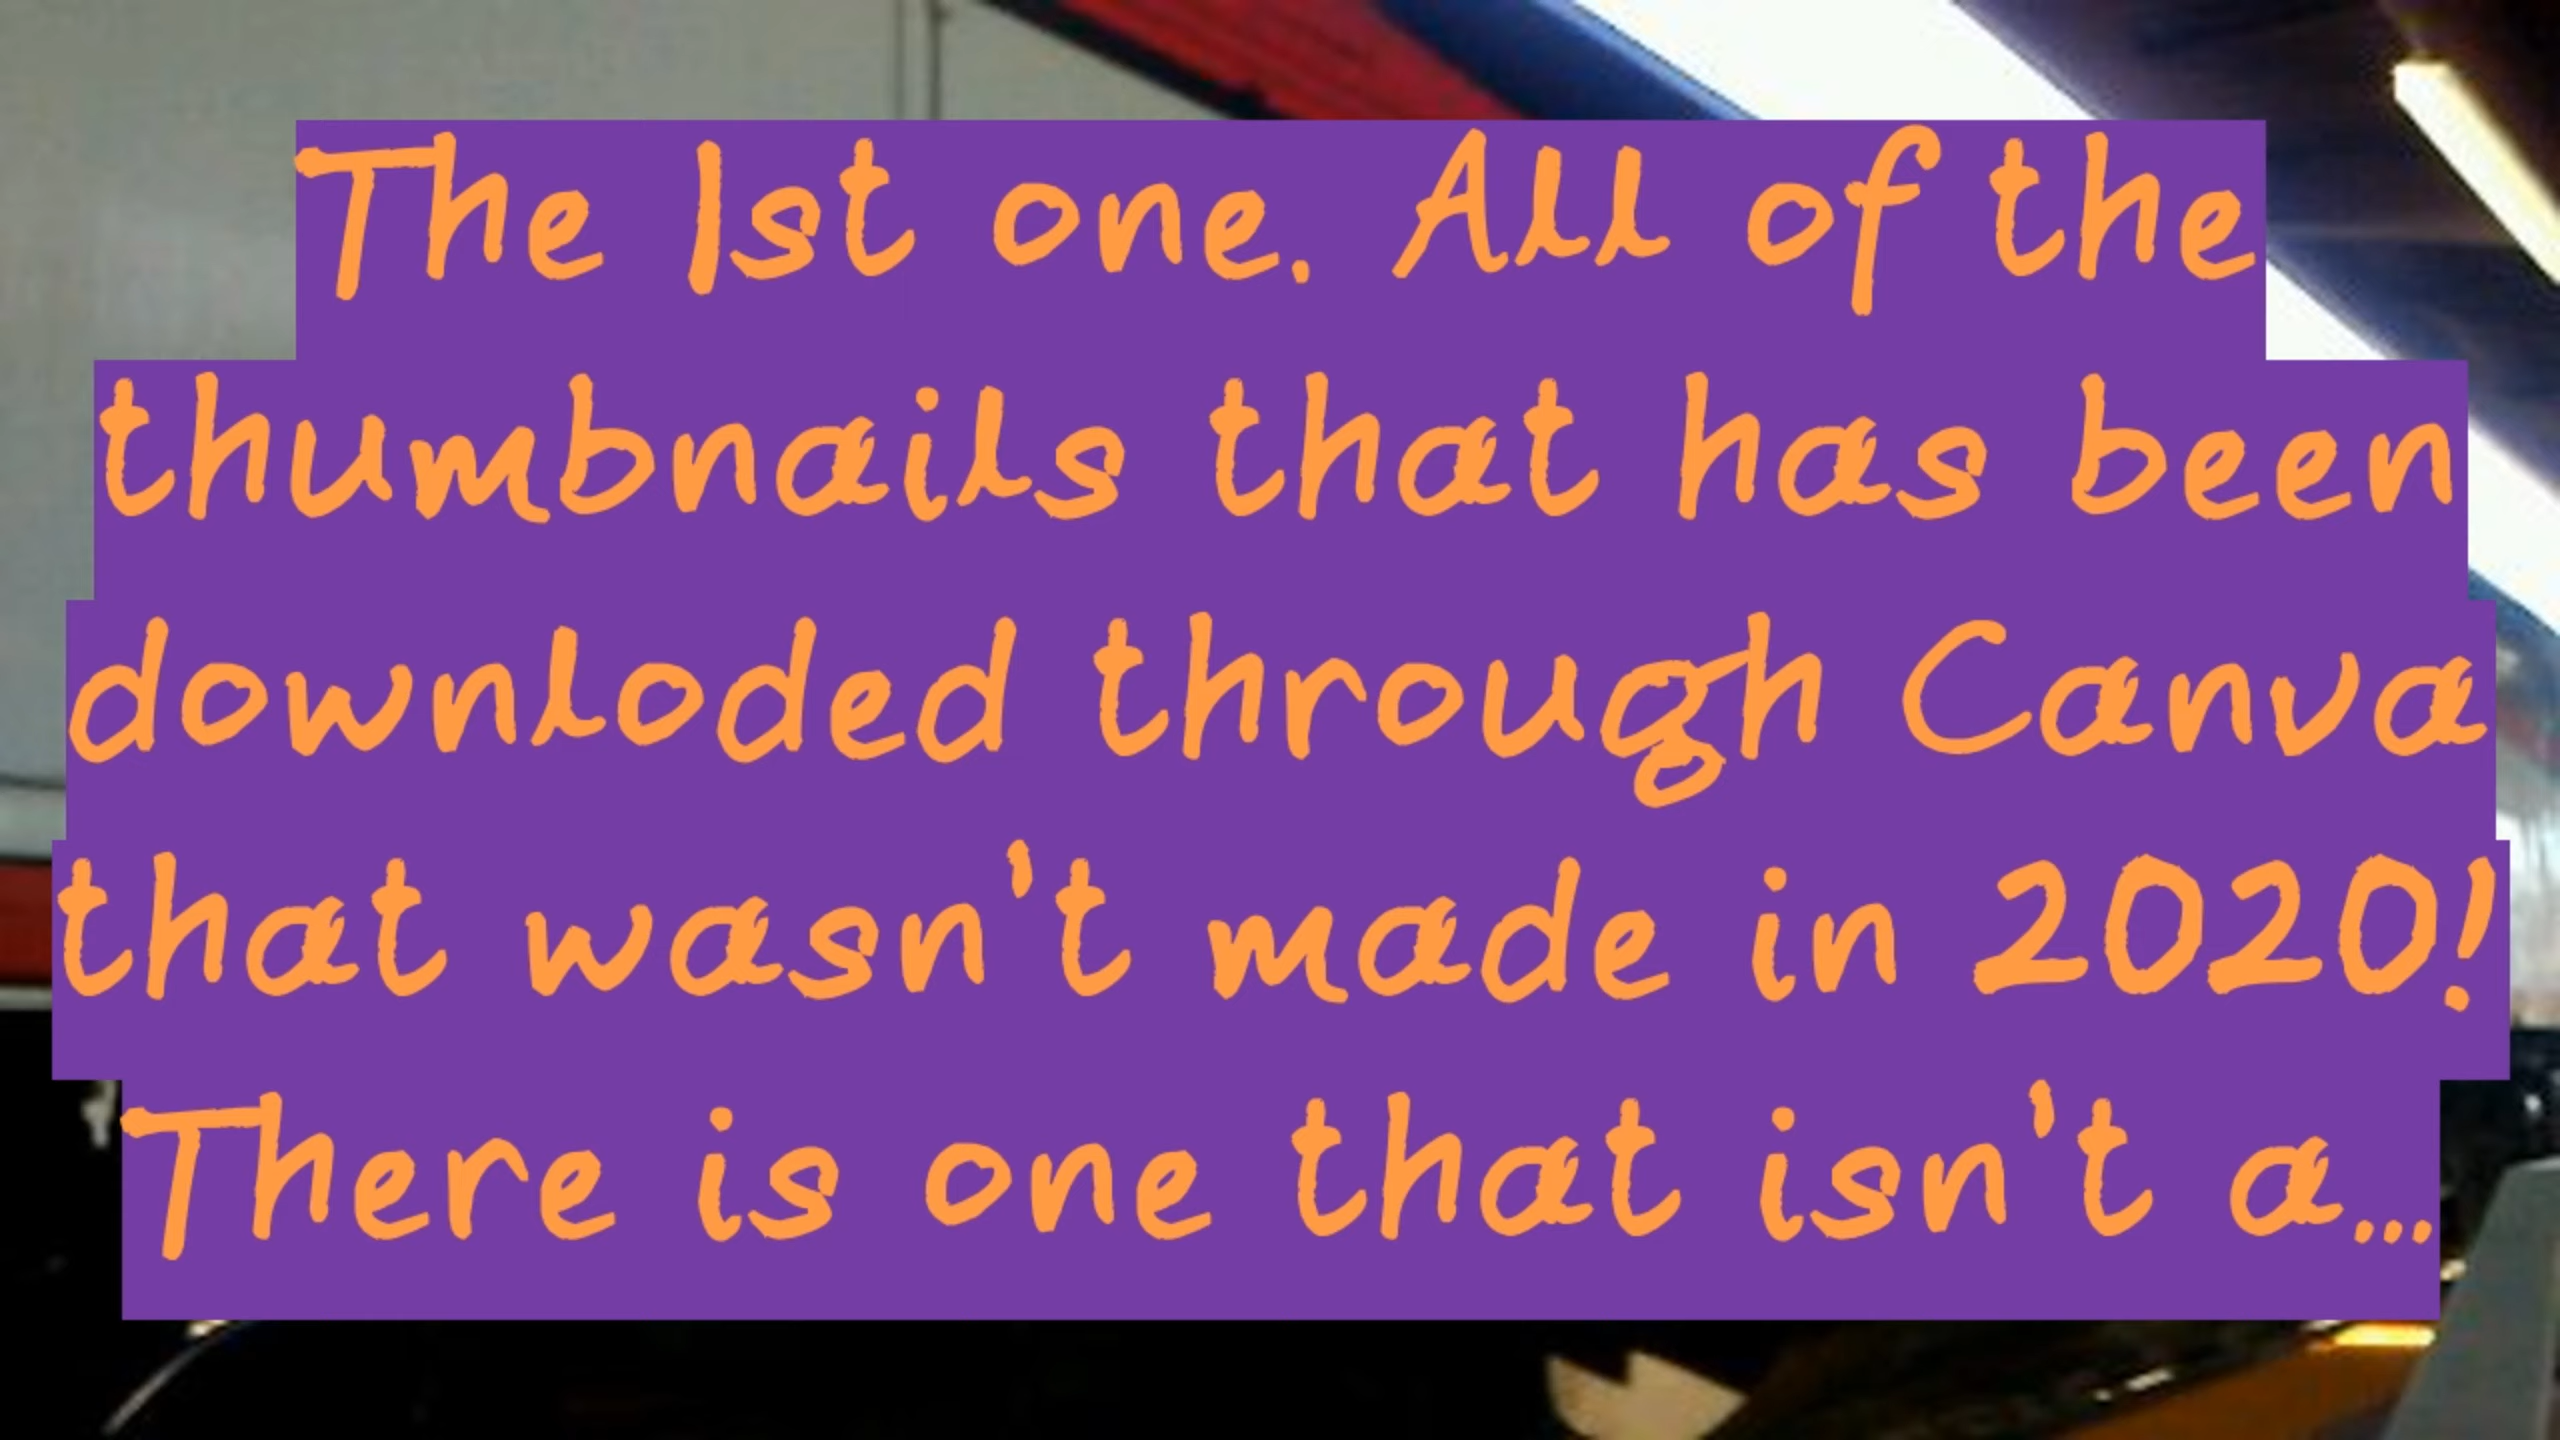 The 1st one. All of the
thumbnails that has been
downloded through Canva
that wasn't made in 2020!
There is one that isn't a...